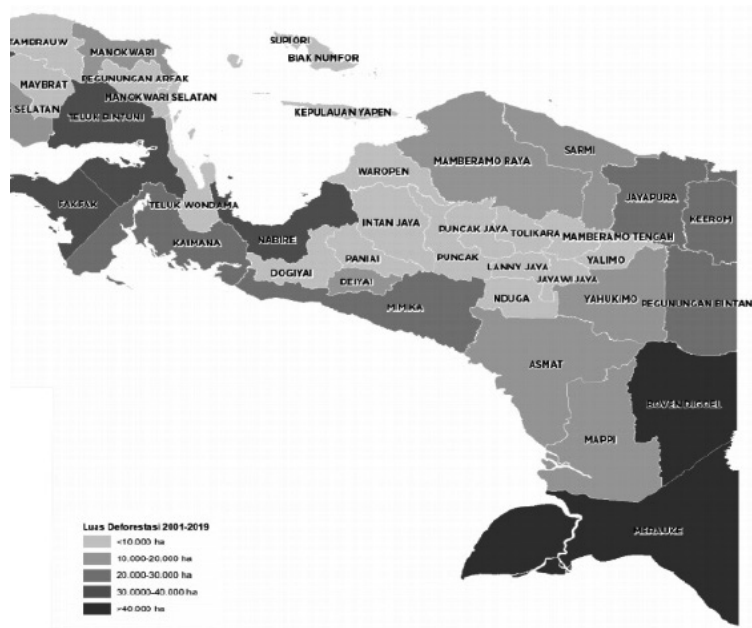 TAMBRAUW
MANOKWARI
MAYBRAT
PEGUNUNGAN ARFAK
MANOKWARI SELATAN
G SELATAN
TELUK BINTUNI
SUPIORI
BIAK NUMFOR
KEPULAUAN YAPEN
SARMI
MAMBERAMO RAYA
WAROPEN
JAYAPURA
KEEROM
FAKFAK
TELUK WONDAMA
KAIMANA
NABIRE
INTAN JAYA
PUNCAK JAYA
TOLIKARA
MAMBERAMO TENGAH
DOGIYAI
PANIAI
PUNCAK
LANNY JAYA
YALIMO
DEIYAI
JAYAWIJAYA
NDUGA
YAHUKIMO
PEGUNUNGAN BINTAN
MIMIKA
ASMAT
BOVEN DIGOEL
MAPPI
MERAUKE
Luas Deforestasi 2001-2019
<10.000 ha
10.000-20.000 ha
20.000-30.000 ha
30.0000-40.000 ha
>40.000 ha